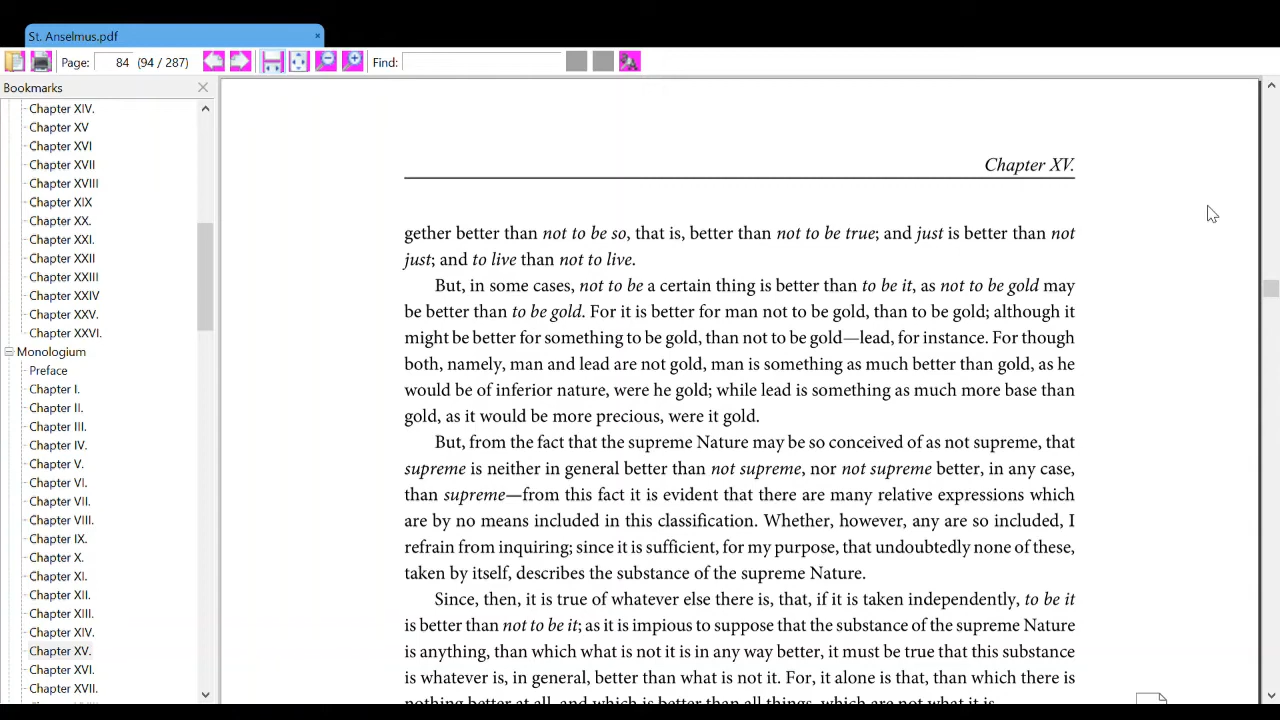 St. Anselmus.pdf
Page: 84 (94 / 287) Find:
Bookmarks
Chapter XIV.
Chapter XV
Chapter XVI
Chapter XVII
Chapter XVIII
Chapter XIX
Chapter XX.
Chapter XXI.
Chapter XXII
Chapter XXIII
Chapter XXIV
Chapter XXV.
Chapter XXVI.
Monologium
Preface
Chapter I.
Chapter II.
Chapter III.
Chapter IV.
Chapter V.
Chapter VI.
Chapter VII.
Chapter VIII.
Chapter IX.
Chapter X.
Chapter XI.
Chapter XII.
Chapter XIII.
Chapter XIV.
Chapter XV.
Chapter XVI.
Chapter XVII.
Chapter XV.
gether better than not to be so, that is, better than not to be true; and just is better than not
just; and to live than not to live.
But, in some cases, not to be a certain thing is better than to be it, as not to be gold may
be better than to be gold. For it is better for man not to be gold, than to be gold; although it
might be better for something to be gold, than not to be gold—lead, for instance. For though
both, namely, man and lead are not gold, man is something as much better than gold, as he
would be of inferior nature, were he gold; while lead is something as much more base than
gold, as it would be more precious, were it gold.
But, from the fact that the supreme Nature may be so conceived of as not supreme, that
supreme is neither in general better than not supreme, nor not supreme better, in any case,
than supreme—from this fact it is evident that there are many relative expressions which
are by no means included in this classification. Whether, however, any are so included, I
refrain from inquiring; since it is sufficient, for my purpose, that undoubtedly none of these,
taken by itself, describes the substance of the supreme Nature.
Since, then, it is true of whatever else there is, that, if it is taken independently, to be it
is better than not to be it; as it is impious to suppose that the substance of the supreme Nature
is anything, than which what is not it is in any way better, it must be true that this substance
is whatever is, in general, better than what is not it. For, it alone is that, than which there is
nothing better at all, and which is better than all things, which are not what it is.